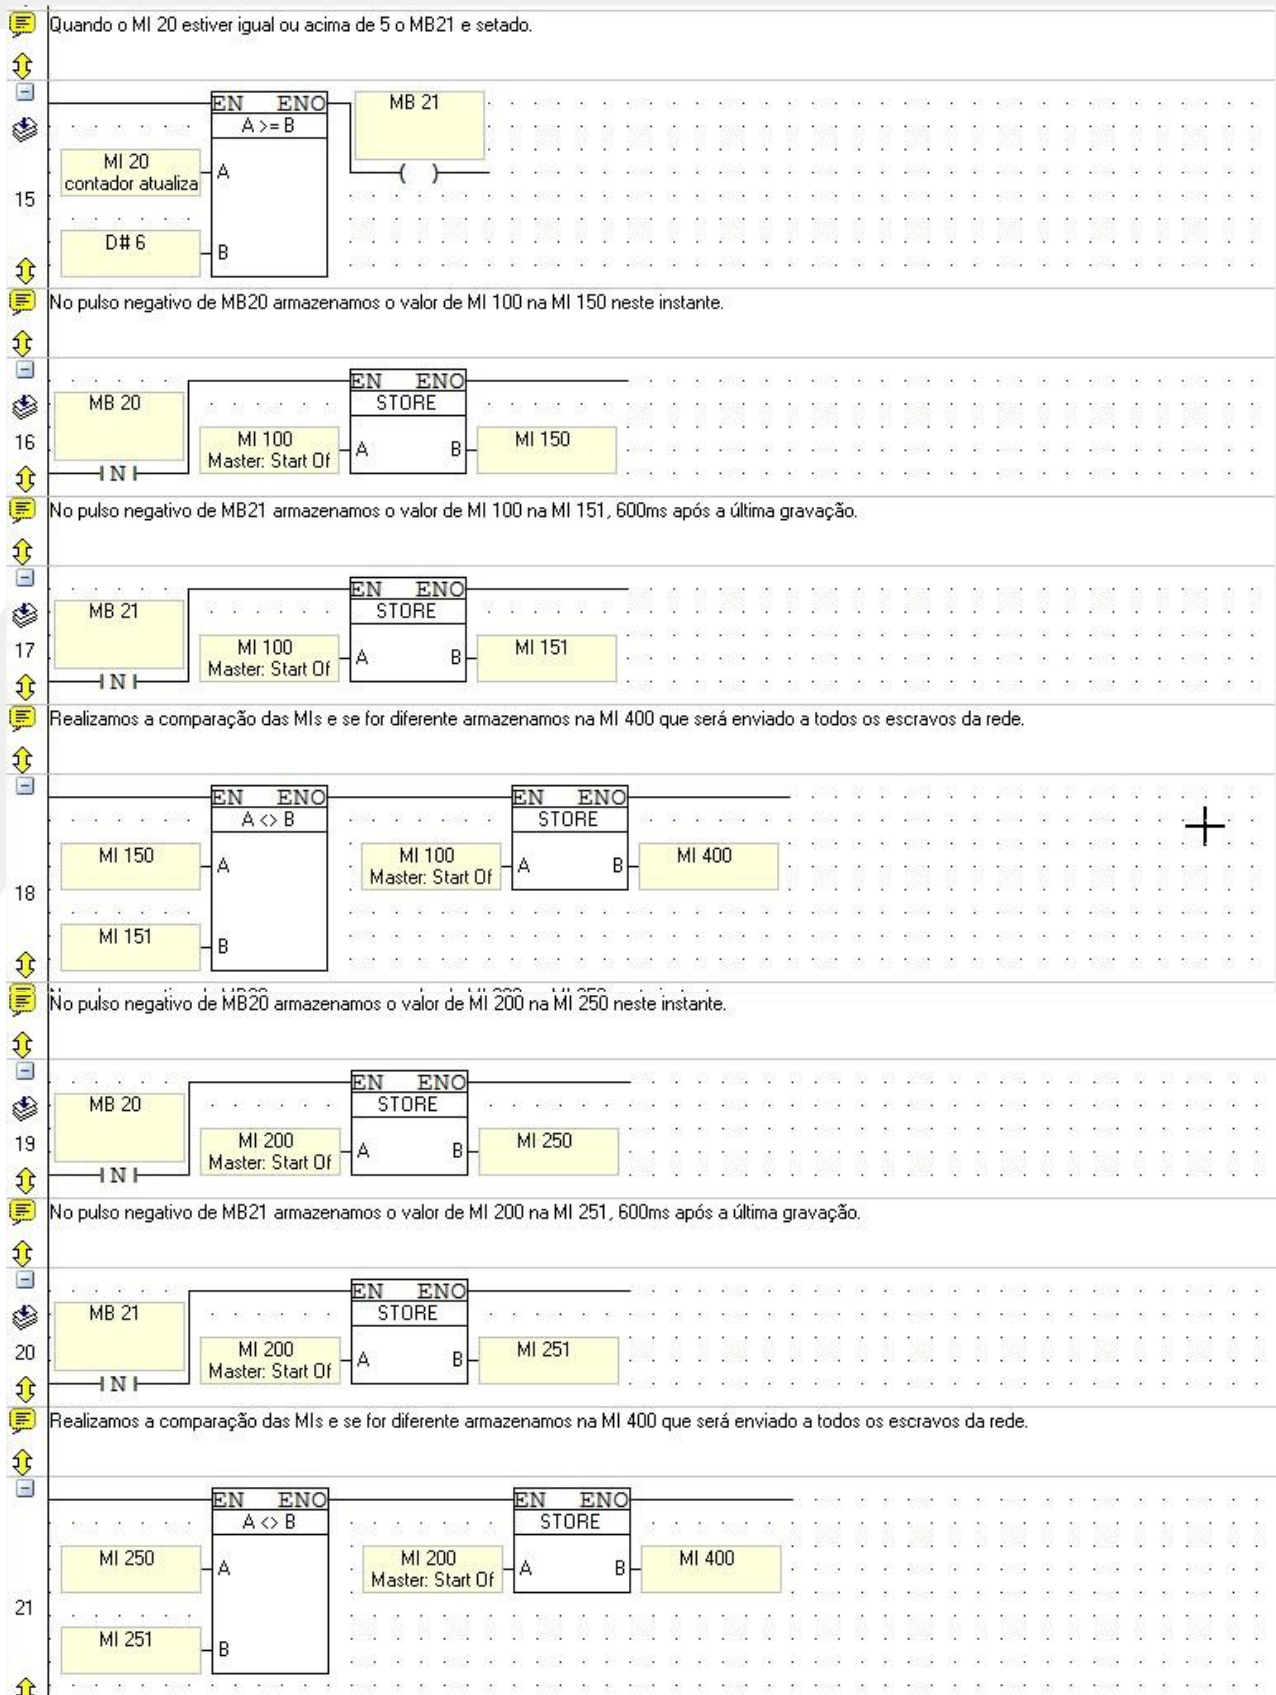 Quando o MI 20 estiver igual ou acima de 5 o MB21 e setado.
EN ENO
A >= B
MB 21
( )
MI 20
contador atualiza
A
15
D# 6
B
No pulso negativo de MB20 armazenamos o valor de MI 100 na MI 150 neste instante.
EN ENO
STORE
MB 20
16
MI 100
Master: Start Of
A
B
MI 150
N
No pulso negativo de MB21 armazenamos o valor de MI 100 na MI 151, 600ms após a última gravação.
EN ENO
STORE
MB 21
17
MI 100
Master: Start Of
A
B
MI 151
N
Realizamos a comparação das MIs e se for diferente armazenamos na MI 400 que será enviado a todos os escravos da rede.
EN ENO
A <> B
EN ENO
STORE
MI 150
A
MI 100
Master: Start Of
A
B
MI 400
18
MI 151
B
No pulso negativo de MB20 armazenamos o valor de MI 200 na MI 250 neste instante.
EN ENO
STORE
MB 20
19
MI 200
Master: Start Of
A
B
MI 250
N
No pulso negativo de MB21 armazenamos o valor de MI 200 na MI 251, 600ms após a última gravação.
EN ENO
STORE
MB 21
20
MI 200
Master: Start Of
A
B
MI 251
N
Realizamos a comparação das MIs e se for diferente armazenamos na MI 400 que será enviado a todos os escravos da rede.
EN ENO
A <> B
EN ENO
STORE
MI 250
A
MI 200
Master: Start Of
A
B
MI 400
21
MI 251
B